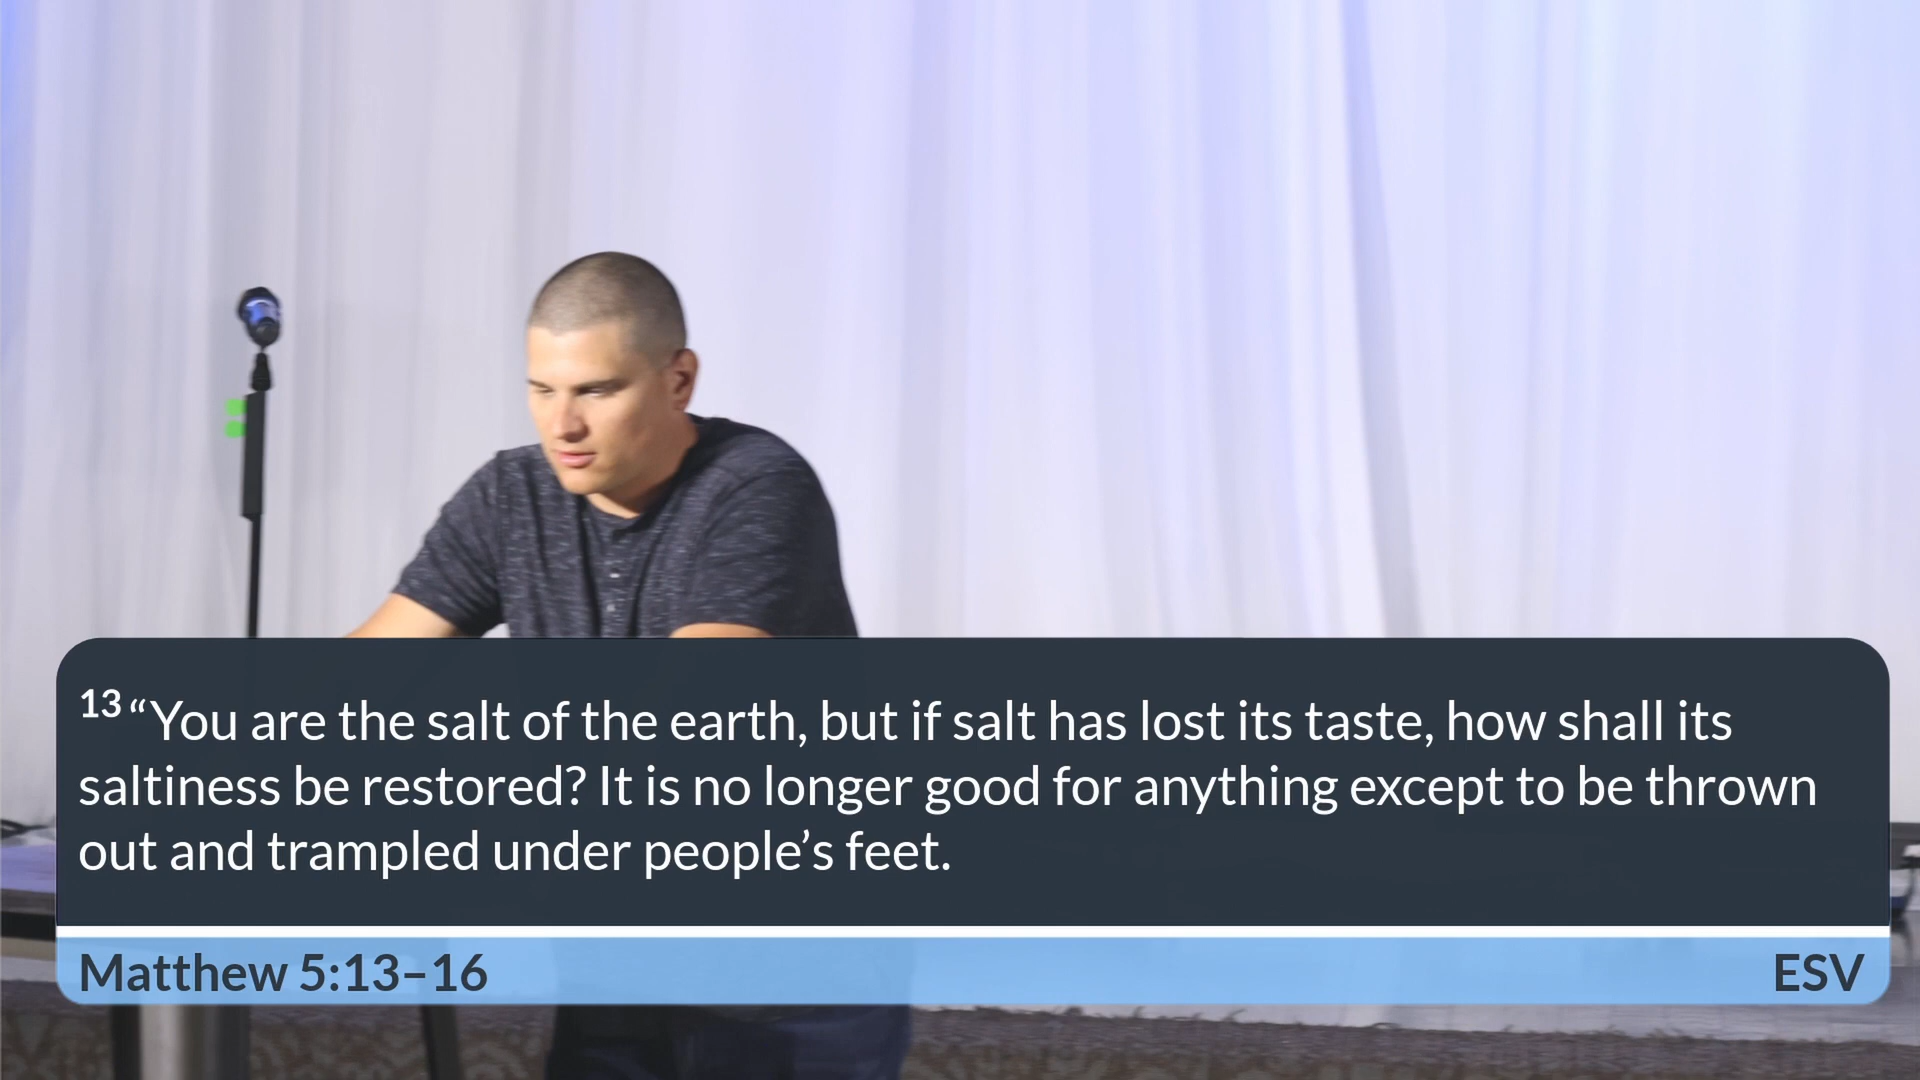 13 “You are the salt of the earth, but if salt has lost its taste, how shall its
saltiness be restored? It is no longer good for anything except to be thrown
out and trampled under people’s feet.
Matthew 5:13–16 ESV